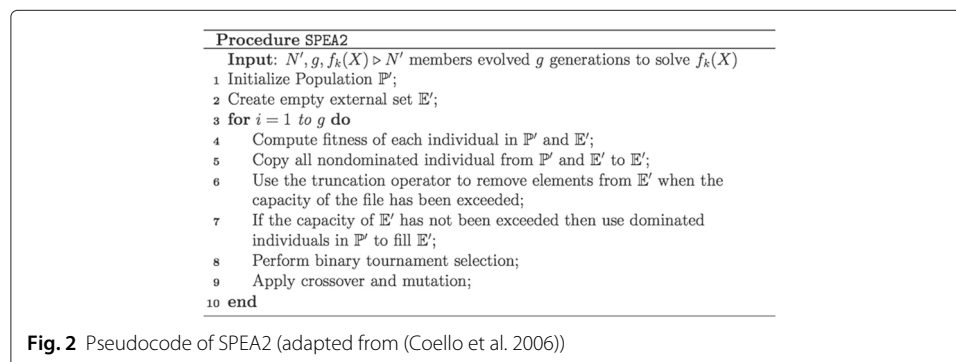 Procedure SPEA2
Input: N′, g, f_k(X) ▷ N′ members evolved g generations to solve f_k(X)
1 Initialize Population ℙ′;
2 Create empty external set 𝔼′;
3 for i = 1 to g do
4 Compute fitness of each individual in ℙ′ and 𝔼′;
5 Copy all nondominated individual from ℙ′ and 𝔼′ to 𝔼′;
6 Use the truncation operator to remove elements from 𝔼′ when the
capacity of the file has been exceeded;
7 If the capacity of 𝔼′ has not been exceeded then use dominated
individuals in ℙ′ to fill 𝔼′;
8 Perform binary tournament selection;
9 Apply crossover and mutation;
10 end
Fig. 2 Pseudocode of SPEA2 (adapted from (Coello et al. 2006))